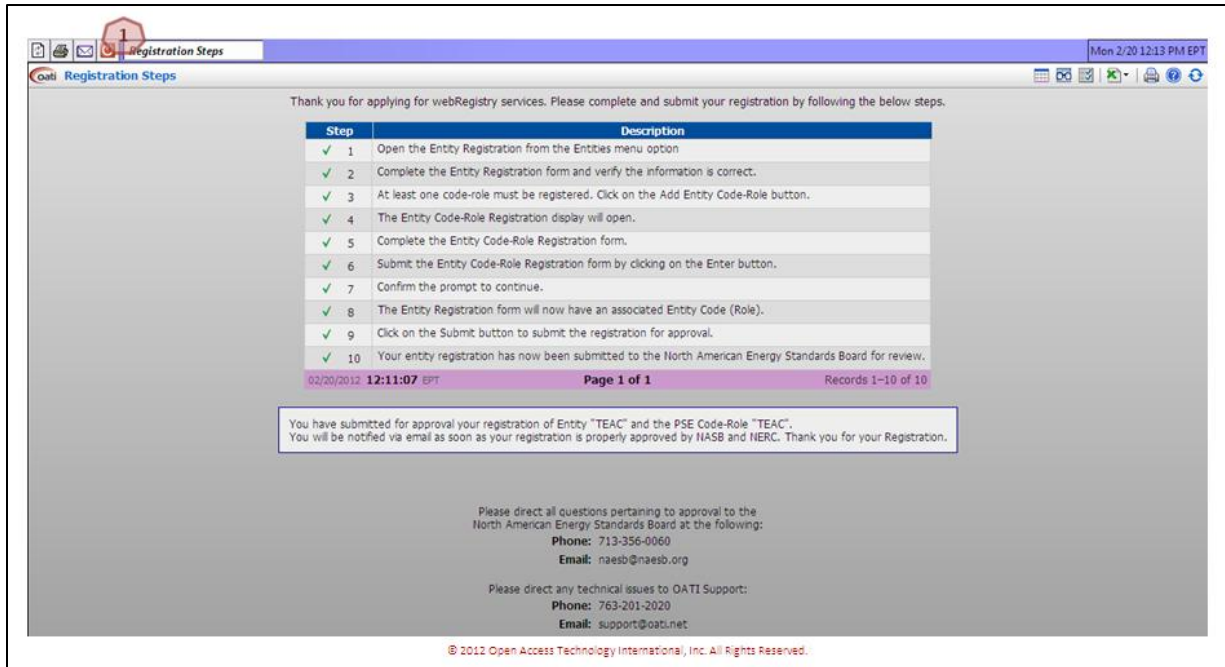 1
Registration Steps
Mon 2/20 12:13 PM EPT
oati Registration Steps
Thank you for applying for webRegistry services. Please complete and submit your registration by following the below steps.
Step Description
1 Open the Entity Registration from the Entities menu option
2 Complete the Entity Registration form and verify the information is correct.
3 At least one code-role must be registered. Click on the Add Entity Code-Role button.
4 The Entity Code-Role Registration display will open.
5 Complete the Entity Code-Role Registration form.
6 Submit the Entity Code-Role Registration form by clicking on the Enter button.
7 Confirm the prompt to continue.
8 The Entity Registration form will now have an associated Entity Code (Role).
9 Click on the Submit button to submit the registration for approval.
10 Your entity registration has now been submitted to the North American Energy Standards Board for review.
02/20/2012 12:11:07 EPT Page 1 of 1 Records 1–10 of 10
You have submitted for approval your registration of Entity "TEAC" and the PSE Code-Role "TEAC".
You will be notified via email as soon as your registration is properly approved by NASB and NERC. Thank you for your Registration.
Please direct all questions pertaining to approval to the
North American Energy Standards Board at the following:
Phone: 713-356-0060
Email: naesb@naesb.org
Please direct any technical issues to OATI Support:
Phone: 763-201-2020
Email: support@oati.net
© 2012 Open Access Technology International, Inc. All Rights Reserved.